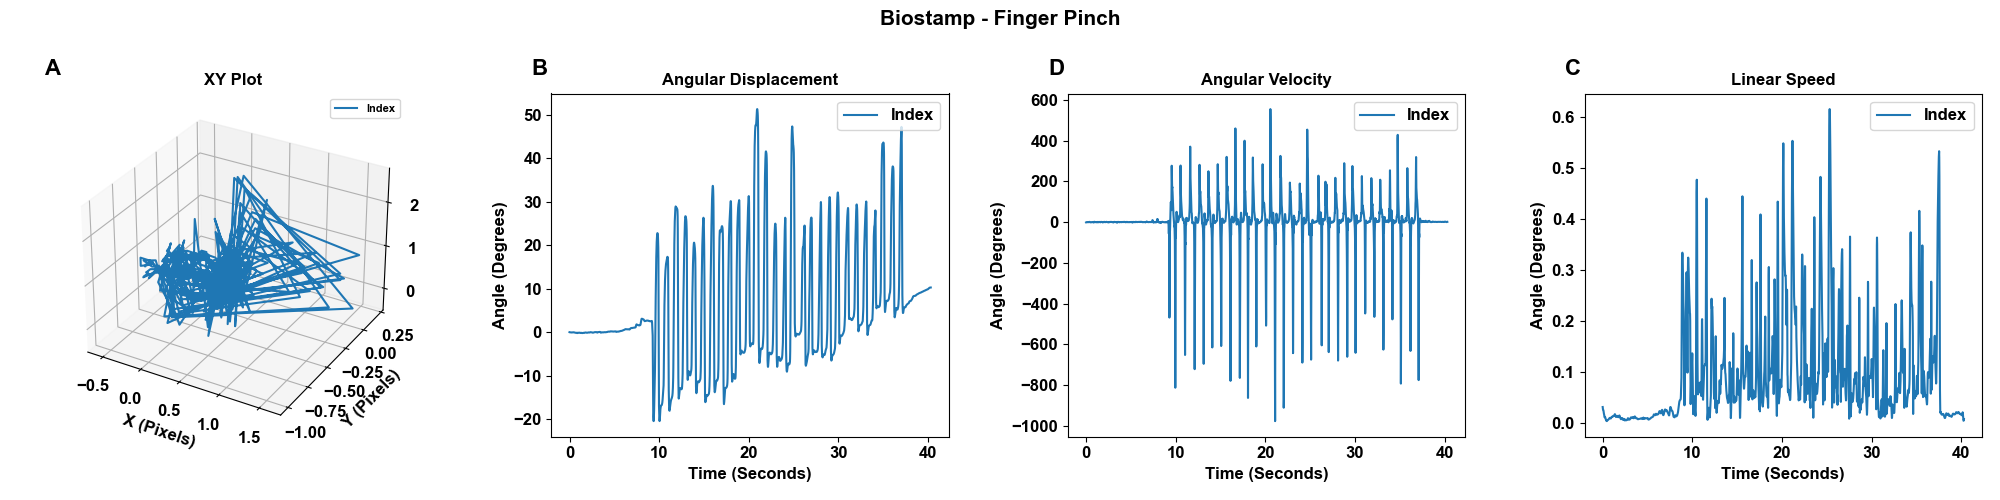 Biostamp - Finger Pinch
A
XY Plot
Index
2
1
0
0.25
0.00
−0.25
−0.50
−0.75
−1.00
Y (Pixels)
−0.5
0.0
0.5
1.0
1.5
X (Pixels)
B
Angular Displacement
Index
Angle (Degrees)
50
40
30
20
10
0
−10
−20
0 10 20 30 40
Time (Seconds)
D
Angular Velocity
Index
Angle (Degrees)
600
400
200
0
−200
−400
−600
−800
−1000
0 10 20 30 40
Time (Seconds)
C
Linear Speed
Index
Angle (Degrees)
0.6
0.5
0.4
0.3
0.2
0.1
0.0
0 10 20 30 40
Time (Seconds)